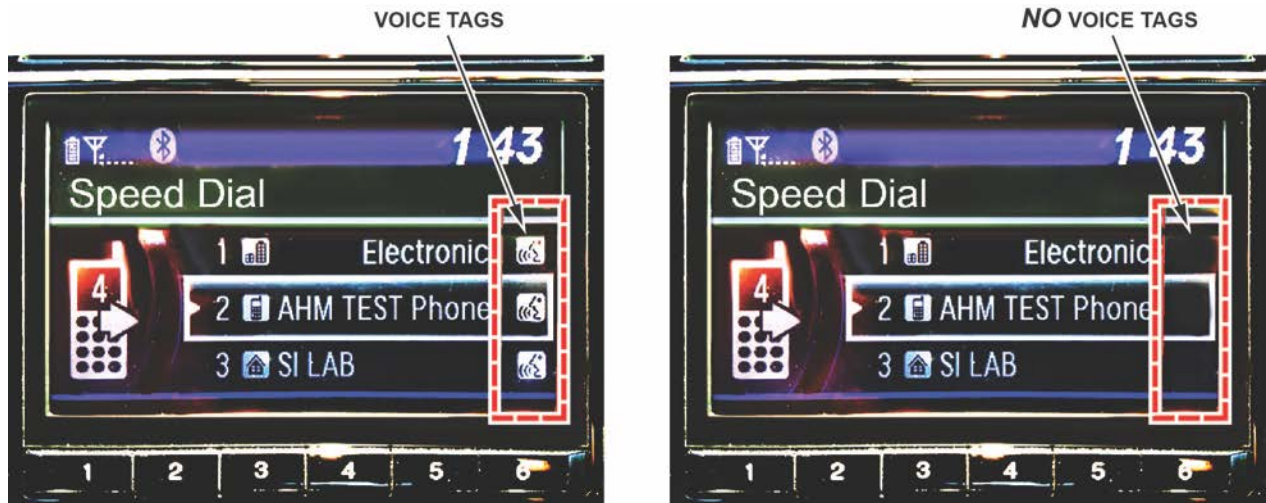 VOICE TAGS
1 43
Speed Dial
4
1 Electronic
2 AHM TEST Phone
3 SI LAB
1 2 3 4 5 6
NO VOICE TAGS
1 43
Speed Dial
4
1 Electronic
2 AHM TEST Phone
3 SI LAB
1 2 3 4 5 6